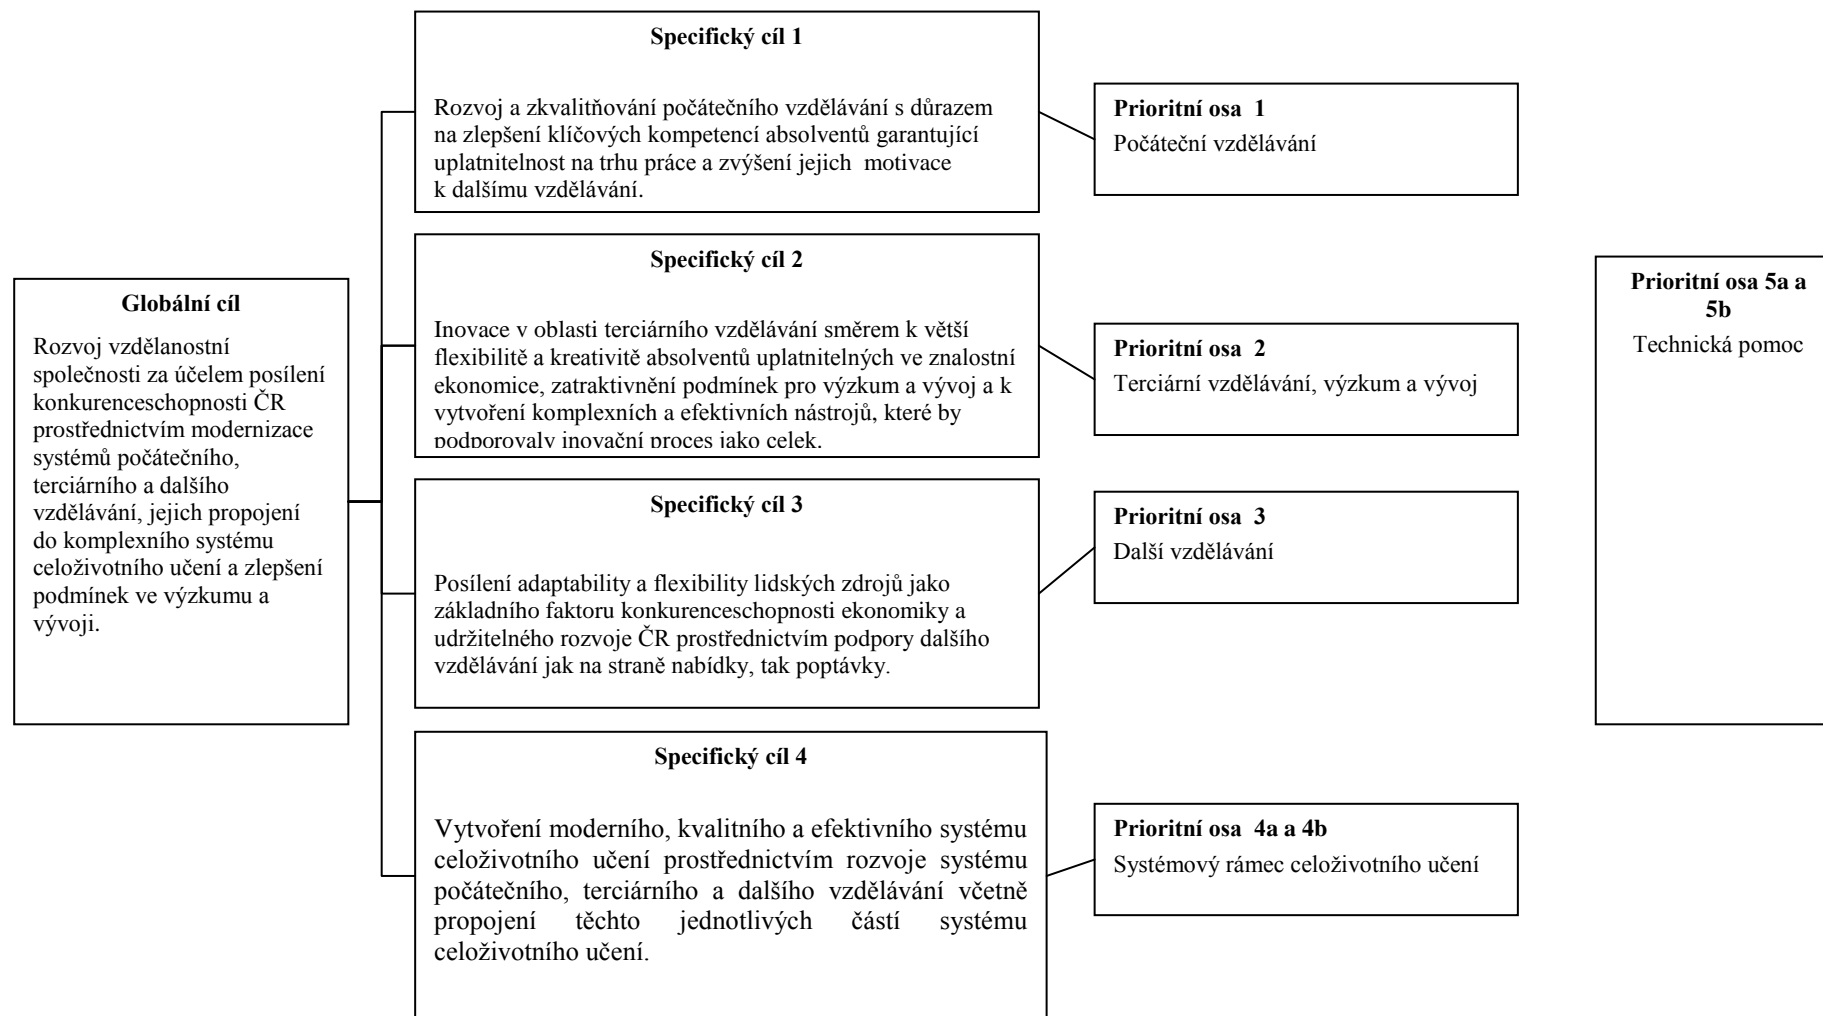 Globální cíl
Rozvoj vzdělanostní
společnosti za účelem posílení
konkurenceschopnosti ČR
prostřednictvím modernizace
systémů počátečního,
terciárního a dalšího
vzdělávání, jejich propojení
do komplexního systému
celoživotního učení a zlepšení
podmínek ve výzkumu a
vývoji.
Specifický cíl 1
Rozvoj a zkvalitňování počátečního vzdělávání s důrazem
na zlepšení klíčových kompetencí absolventů garantující
uplatnitelnost na trhu práce a zvýšení jejich motivace
k dalšímu vzdělávání.
Prioritní osa 1
Počáteční vzdělávání
Specifický cíl 2
Inovace v oblasti terciárního vzdělávání směrem k větší
flexibilitě a kreativitě absolventů uplatnitelných ve znalostní
ekonomice, zatraktivnění podmínek pro výzkum a vývoj a k
vytvoření komplexních a efektivních nástrojů, které by
podporovaly inovační proces jako celek.
Prioritní osa 2
Terciární vzdělávání, výzkum a vývoj
Specifický cíl 3
Posílení adaptability a flexibility lidských zdrojů jako
základního faktoru konkurenceschopnosti ekonomiky a
udržitelného rozvoje ČR prostřednictvím podpory dalšího
vzdělávání jak na straně nabídky, tak poptávky.
Prioritní osa 3
Další vzdělávání
Specifický cíl 4
Vytvoření moderního, kvalitního a efektivního systému
celoživotního učení prostřednictvím rozvoje systému
počátečního, terciárního a dalšího vzdělávání včetně
propojení těchto jednotlivých částí systému
celoživotního učení.
Prioritní osa 4a a 4b
Systémový rámec celoživotního učení
Prioritní osa 5a a
5b
Technická pomoc